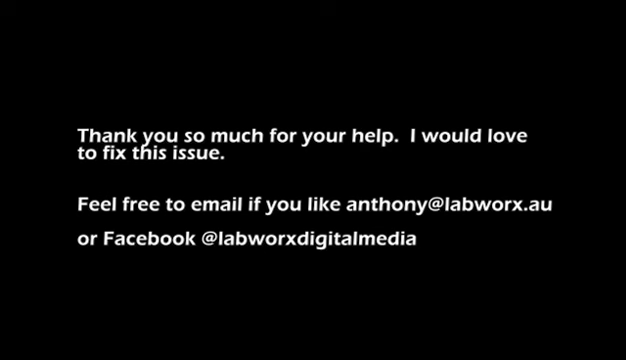 Thank you so much for your help.  I would love
to fix this issue.
Feel free to email if you like anthony@labworx.au
or Facebook @labworxdigitalmedia